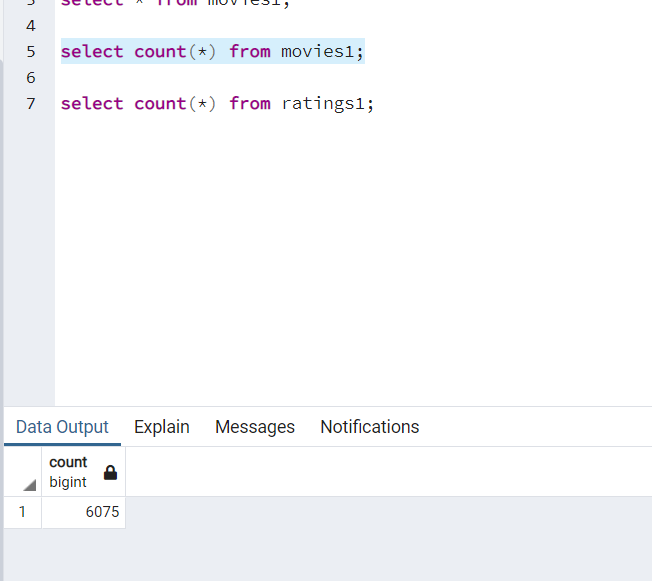 3 select * from movies1;
4
5 select count(*) from movies1;
6
7 select count(*) from ratings1;
Data Output Explain Messages Notifications
count
bigint
1 6075